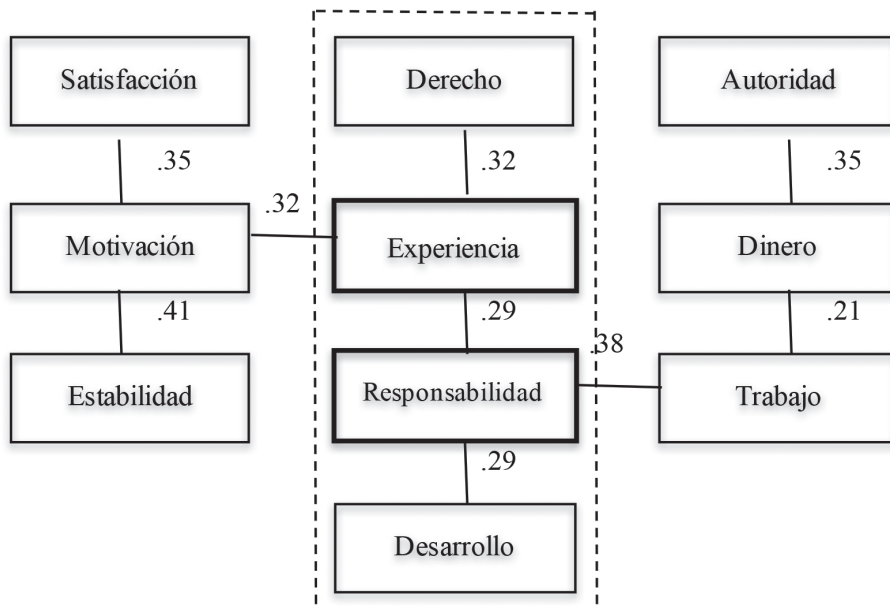 Satisfacción
Derecho
Autoridad
.35
.32
.35
.32
Motivación
Experiencia
Dinero
.41
.29
.21
.38
Estabilidad
Responsabilidad
Trabajo
.29
Desarrollo